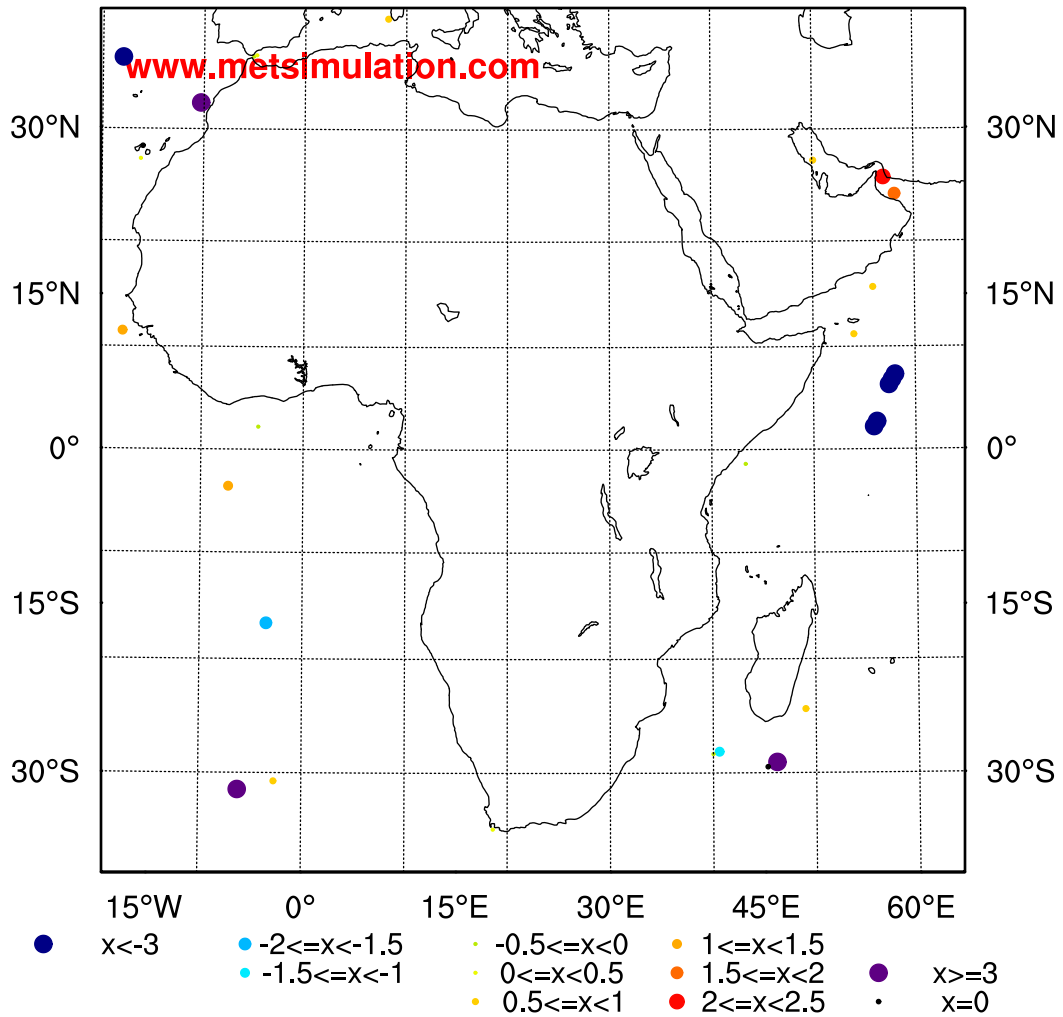 www.metsimulation.com
30°N 30°N
15°N 15°N
0° 0°
15°S 15°S
30°S 30°S
15°W 0° 15°E 30°E 45°E 60°E
x<-3 -2<=x<-1.5 -0.5<=x<0 1<=x<1.5
-1.5<=x<-1 0<=x<0.5 1.5<=x<2 x>=3
0.5<=x<1 2<=x<2.5 x=0